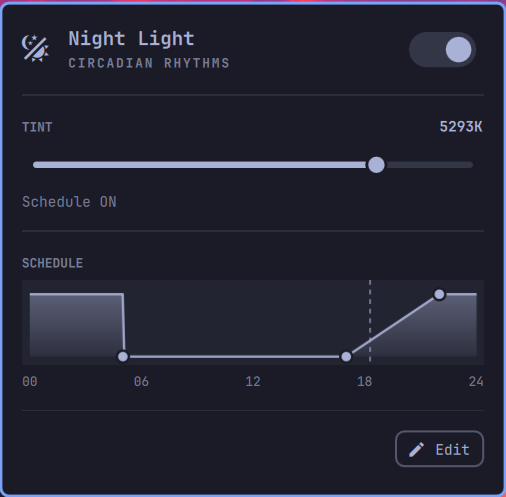 Night Light
CIRCADIAN RHYTHMS
TINT 5293K
Schedule ON
SCHEDULE
00 06 12 18 24
Edit